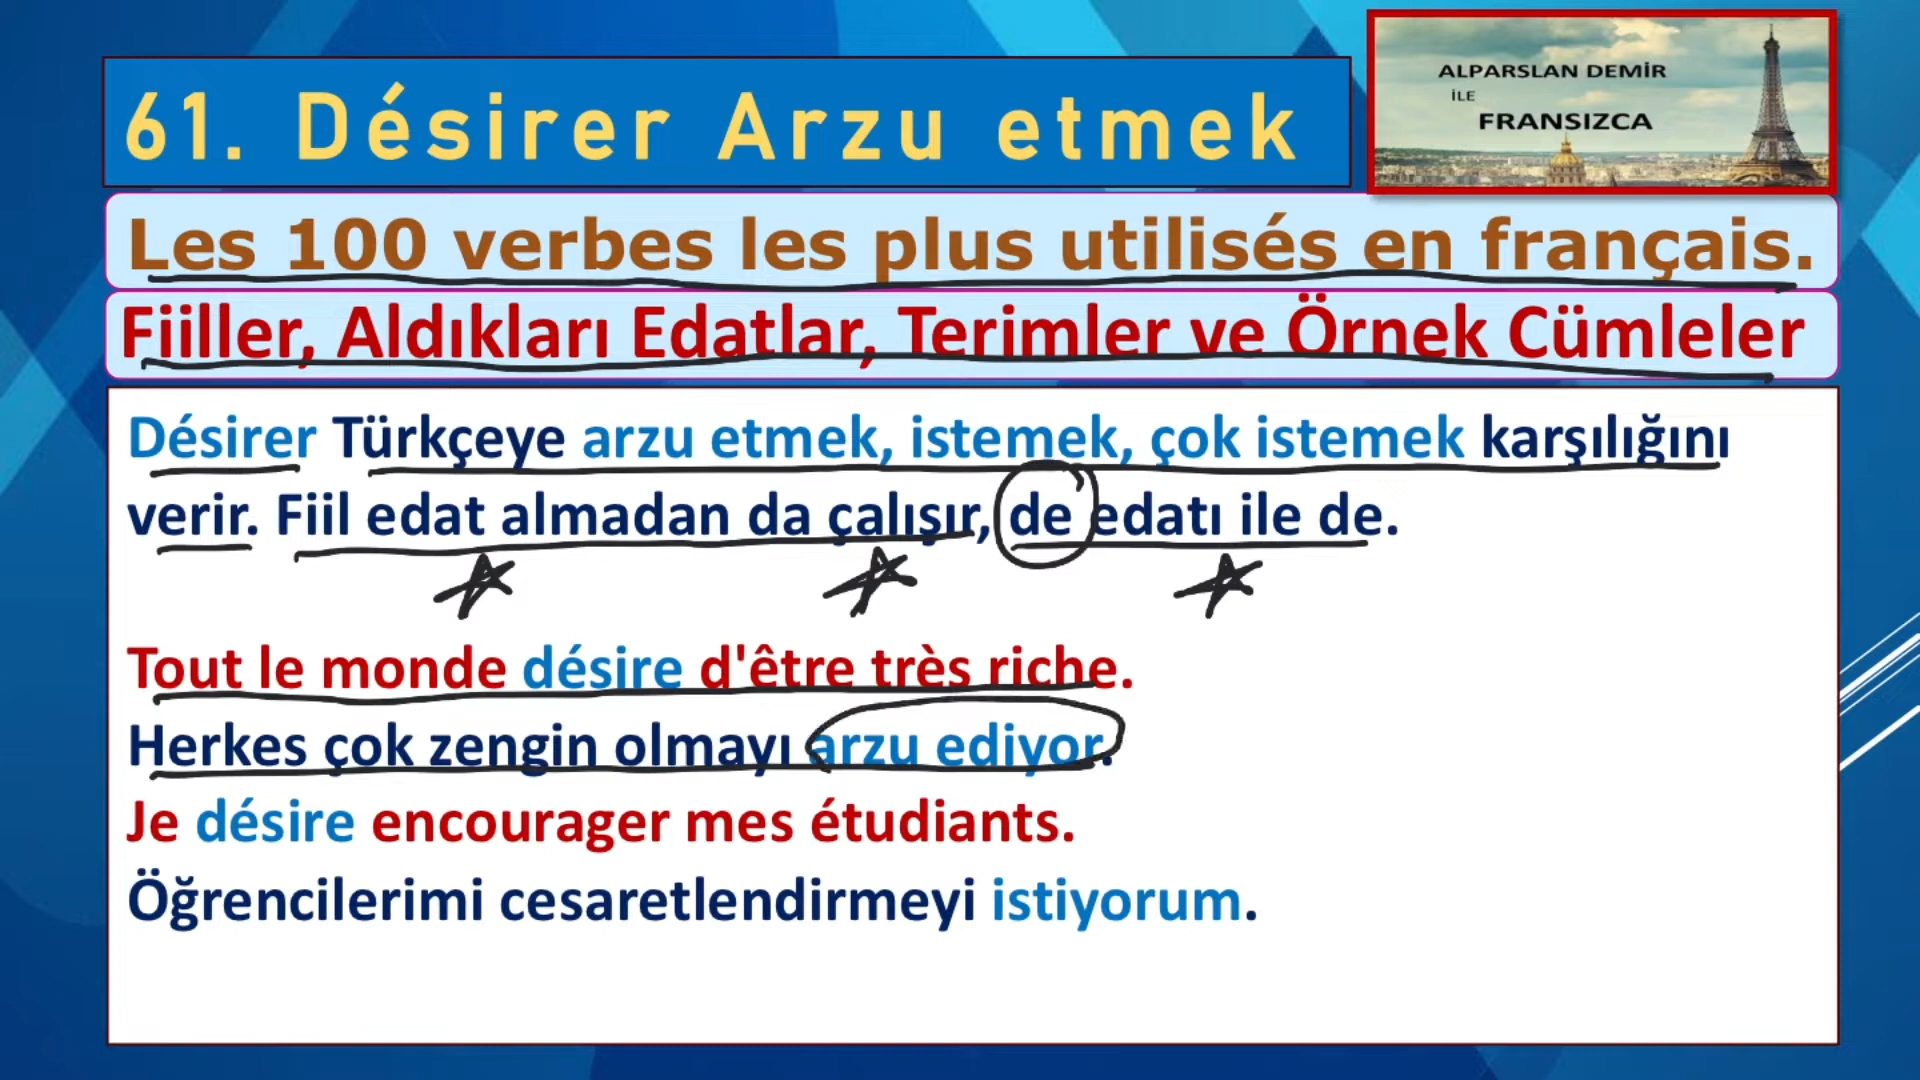 61. Désirer Arzu etmek
ALPARSLAN DEMİR
İLE
FRANSIZCA
Les 100 verbes les plus utilisés en français.
Fiiller, Aldıkları Edatlar, Terimler ve Örnek Cümleler
Désirer Türkçeye arzu etmek, istemek, çok istemek karşılığını
verir. Fiil edat almadan da çalışır, de edatı ile de.
Tout le monde désire d'être très riche.
Herkes çok zengin olmayı arzu ediyor.
Je désire encourager mes étudiants.
Öğrencilerimi cesaretlendirmeyi istiyorum.